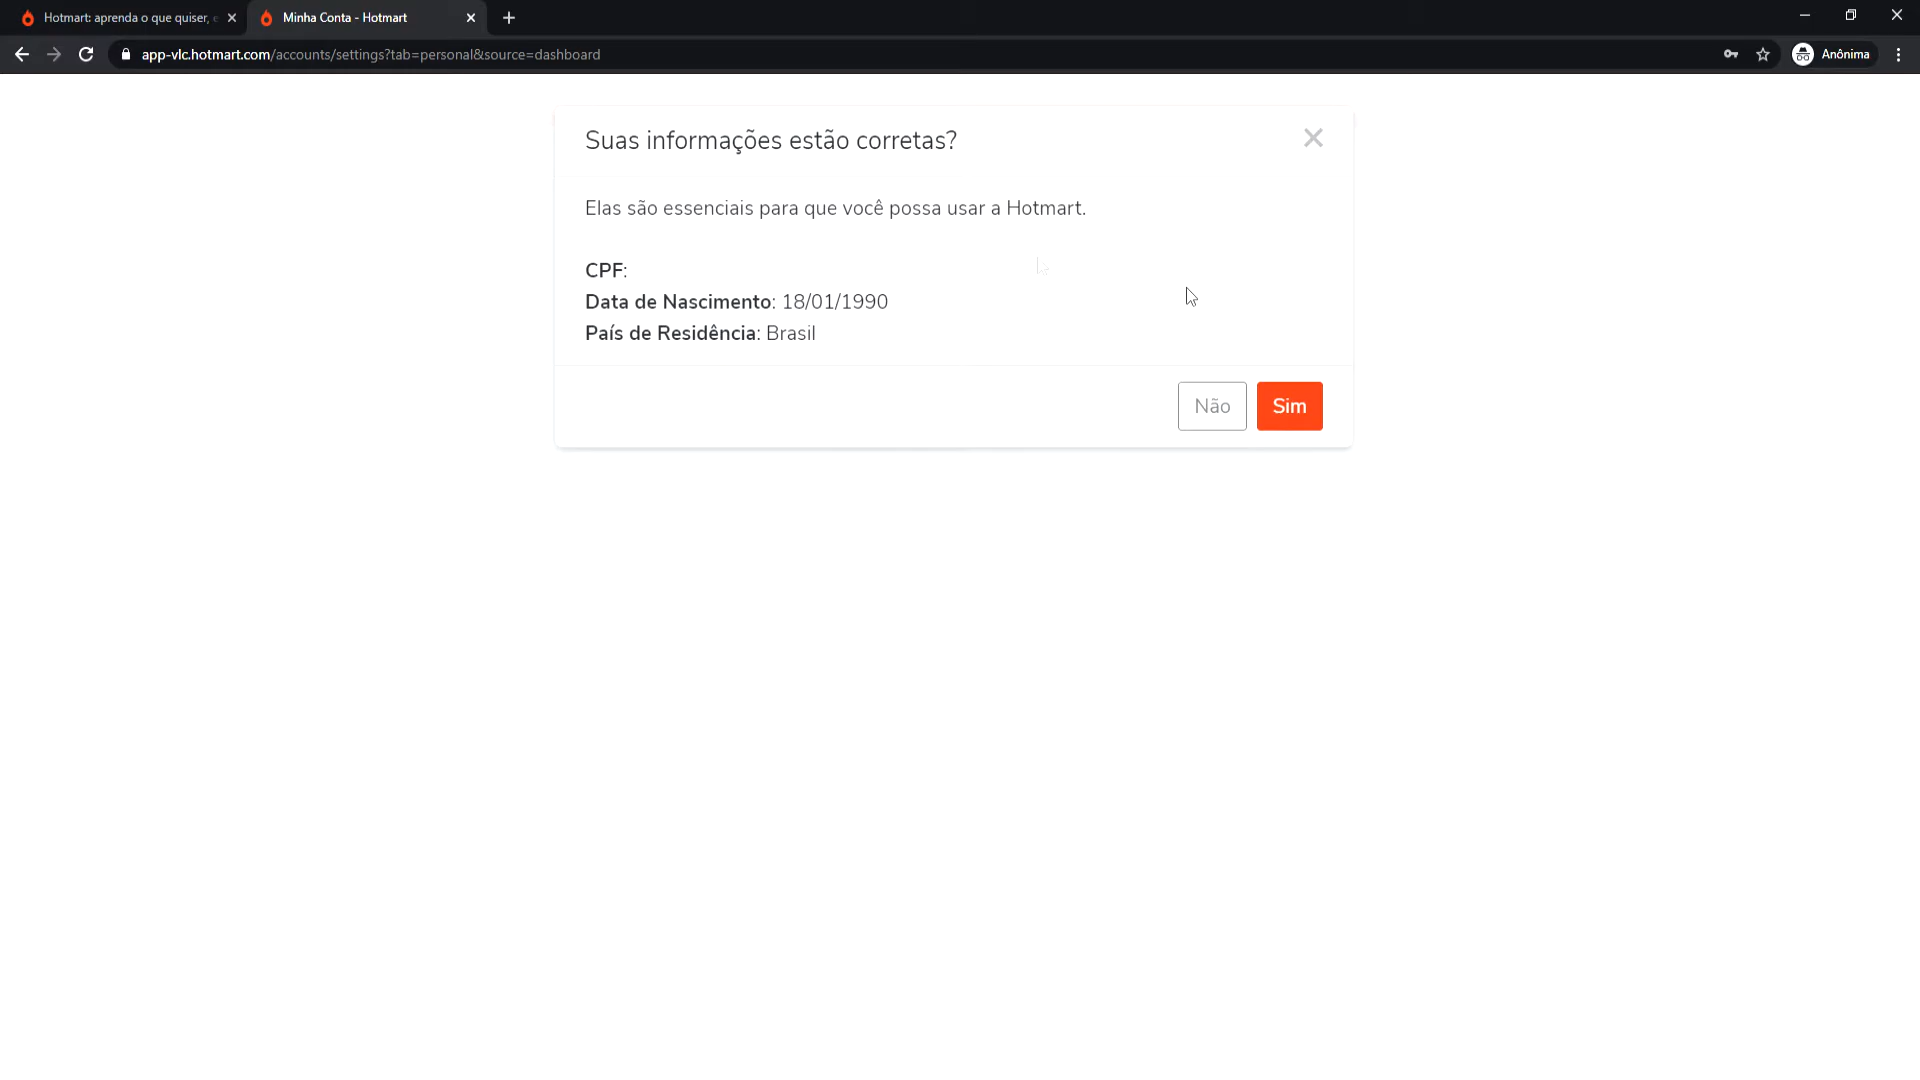 Hotmart: aprenda o que quiser, e
Minha Conta - Hotmart
app-vlc.hotmart.com/accounts/settings?tab=personal&source=dashboard
Anônima
Suas informações estão corretas?
Elas são essenciais para que você possa usar a Hotmart.
CPF:
Data de Nascimento: 18/01/1990
País de Residência: Brasil
Não
Sim